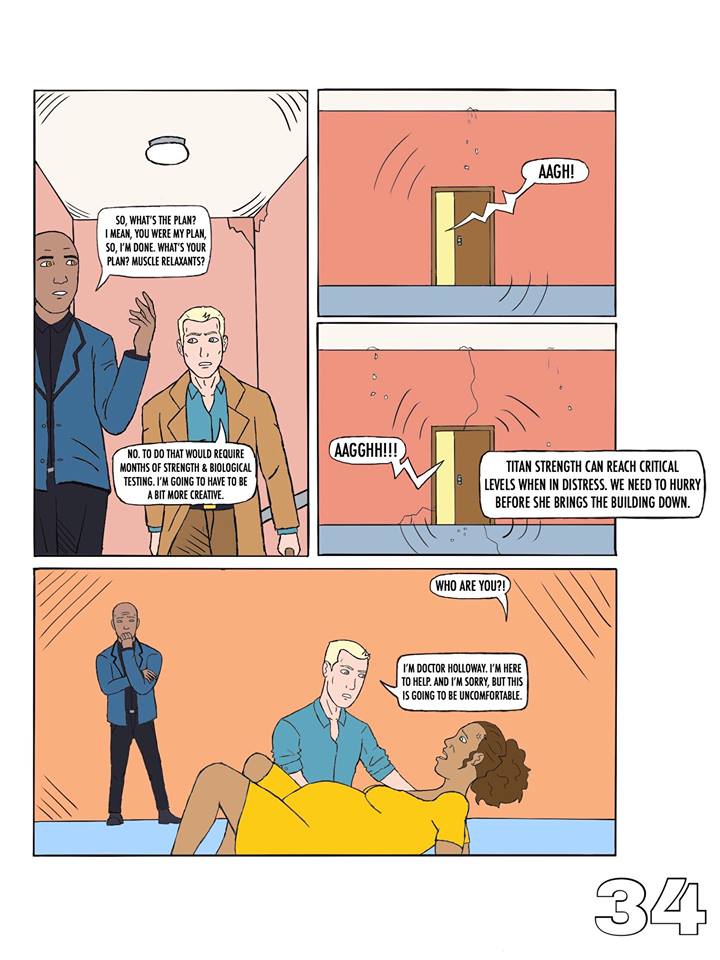 SO, WHAT'S THE PLAN?
I MEAN, YOU WERE MY PLAN,
SO, I'M DONE. WHAT'S YOUR
PLAN? MUSCLE RELAXANTS?
NO. TO DO THAT WOULD REQUIRE
MONTHS OF STRENGTH & BIOLOGICAL
TESTING. I'M GOING TO HAVE TO BE
A BIT MORE CREATIVE.
AAGH!
AAGGHH!!!
TITAN STRENGTH CAN REACH CRITICAL
LEVELS WHEN IN DISTRESS. WE NEED TO HURRY
BEFORE SHE BRINGS THE BUILDING DOWN.
WHO ARE YOU?!
I'M DOCTOR HOLLOWAY. I'M HERE
TO HELP. AND I'M SORRY, BUT THIS
IS GOING TO BE UNCOMFORTABLE.
34